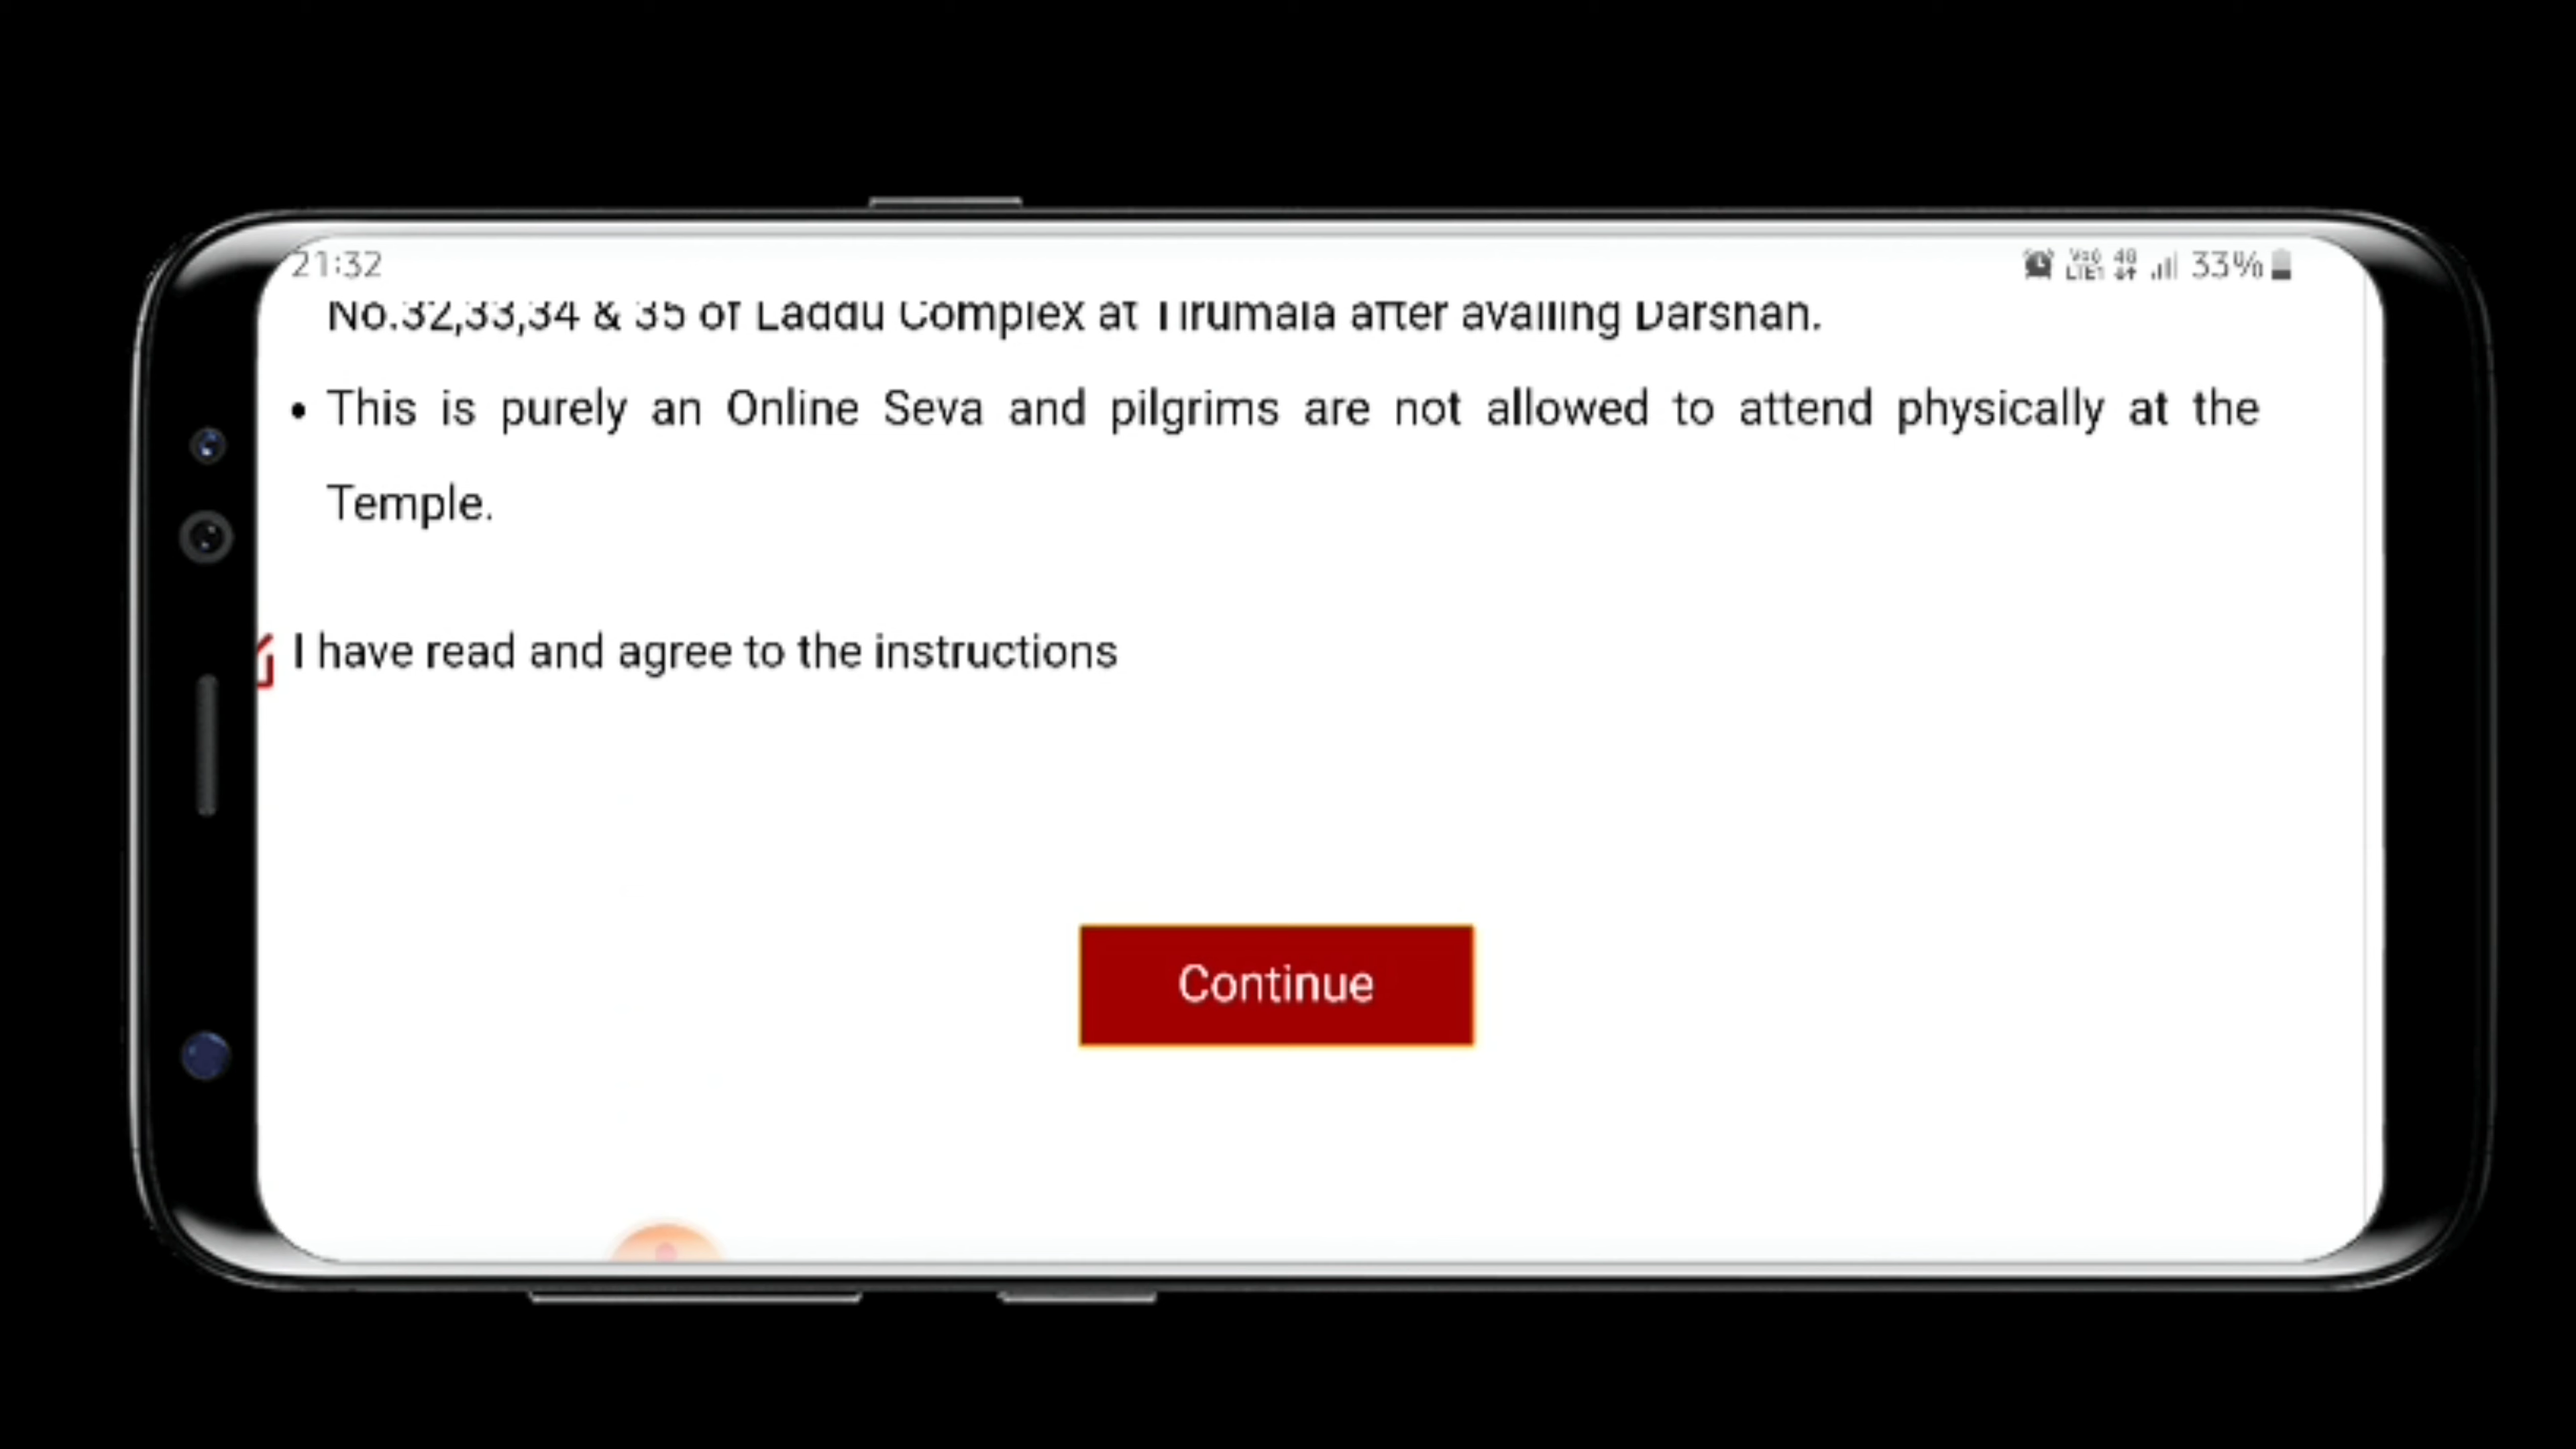 21:32
33%
No.32,33,34 & 35 of Laddu Complex at Tirumala after availing Darshan.
• This is purely an Online Seva and pilgrims are not allowed to attend physically at the
Temple.
I have read and agree to the instructions
Continue